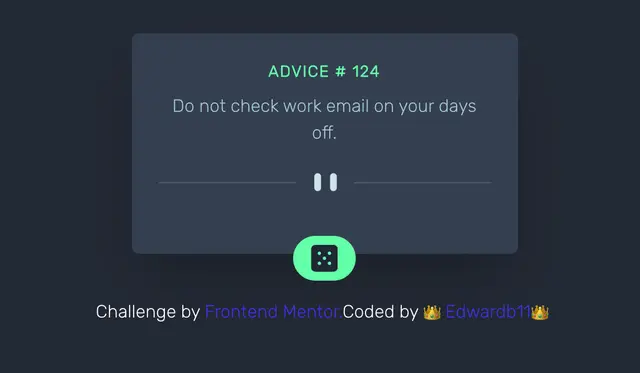 ADVICE # 124
Do not check work email on your days
off.
Challenge by Frontend Mentor.Coded by 👑 Edwardb11👑